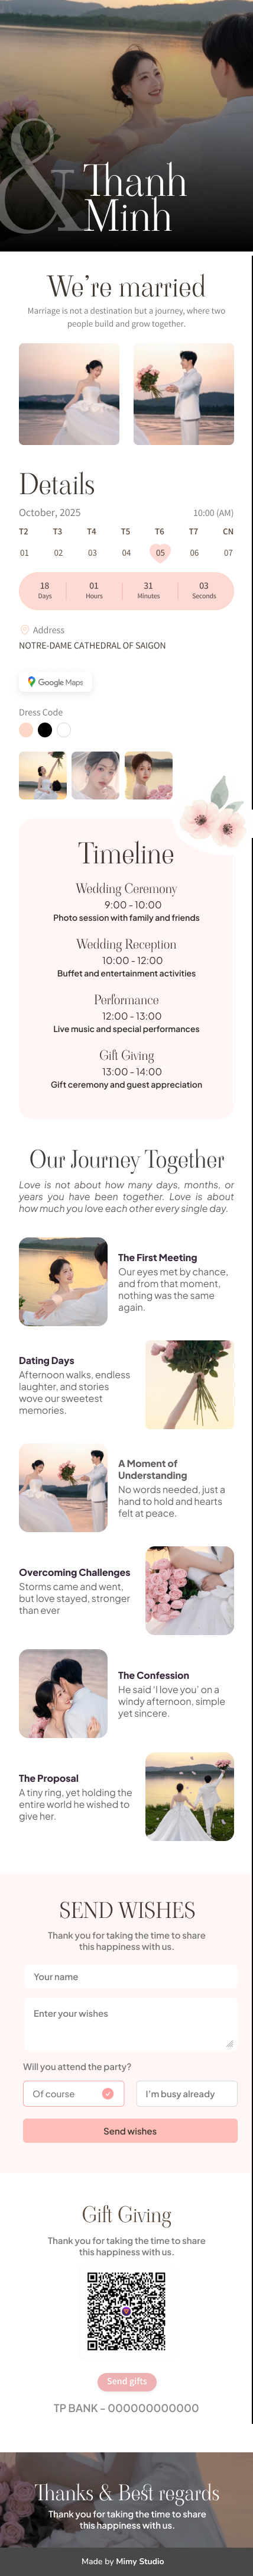 &
Thanh
Minh
We're married
Marriage is not a destination but a journey, where two
people build and grow together.
Details
October, 2025
10:00 (AM)
T2 T3 T4 T5 T6 T7 CN
01 02 03 04 05 06 07
18 01 31 03
Days Hours Minutes Seconds
Address
NOTRE-DAME CATHEDRAL OF SAIGON
Google Maps
Dress Code
Timeline
Wedding Ceremony
9:00 - 10:00
Photo session with family and friends
Wedding Reception
10:00 - 12:00
Buffet and entertainment activities
Performance
12:00 - 13:00
Live music and special performances
Gift Giving
13:00 - 14:00
Gift ceremony and guest appreciation
Our Journey Together
Love is not about how many days, months, or
years you have been together. Love is about
how much you love each other every single day.
The First Meeting
Our eyes met by chance,
and from that moment,
nothing was the same
again.
Dating Days
Afternoon walks, endless
laughter, and stories
wove our sweetest
memories.
A Moment of
Understanding
No words needed, just a
hand to hold and hearts
felt at peace.
Overcoming Challenges
Storms came and went,
but love stayed, stronger
than ever
The Confession
He said 'I love you' on a
windy afternoon, simple
yet sincere.
The Proposal
A tiny ring, yet holding the
entire world he wished to
give her.
SEND WISHES
Thank you for taking the time to share
this happiness with us.
Your name
Enter your wishes
Will you attend the party?
Of course
I'm busy already
Send wishes
Gift Giving
Thank you for taking the time to share
this happiness with us.
Send gifts
TP BANK - 000000000000
Thanks & Best regards
Thank you for taking the time to share
this happiness with us.
Made by Mimy Studio